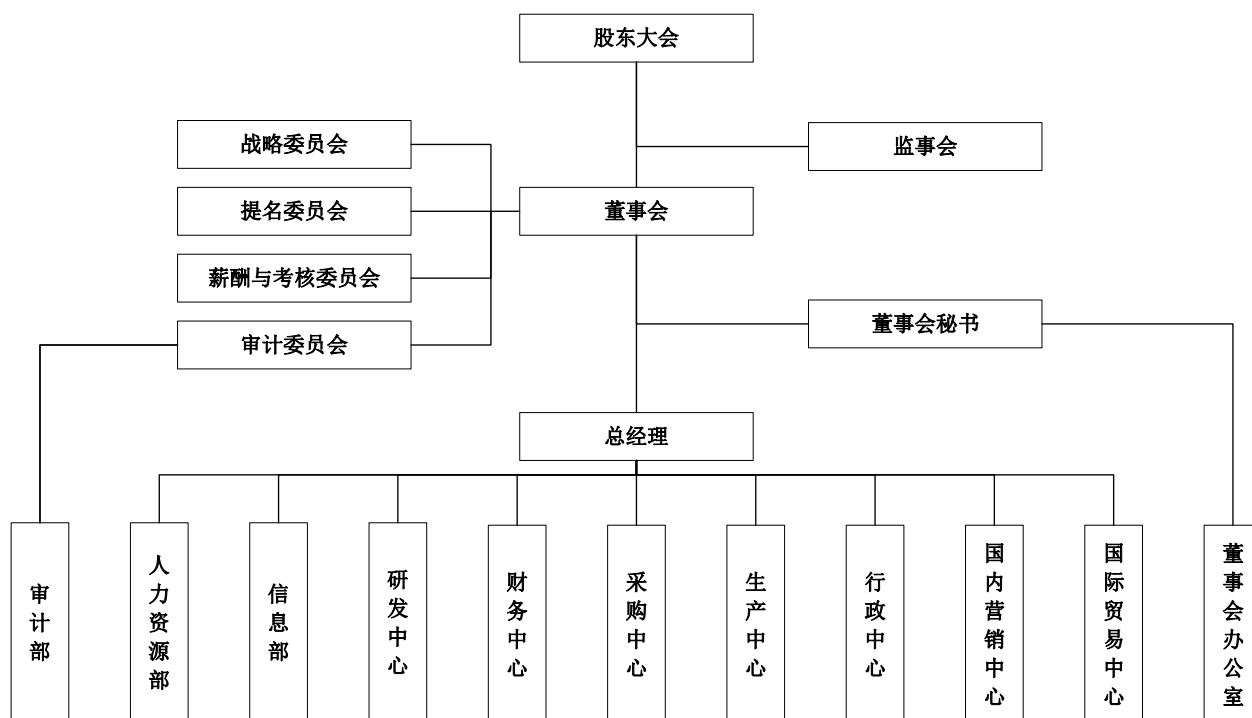 股东大会
战略委员会
监事会
提名委员会
董事会
薪酬与考核委员会
董事会秘书
审计委员会
总经理
审计部
人力资源部
信息部
研发中心
财务中心
采购中心
生产中心
行政中心
国内营销中心
国际贸易中心
董事会办公室